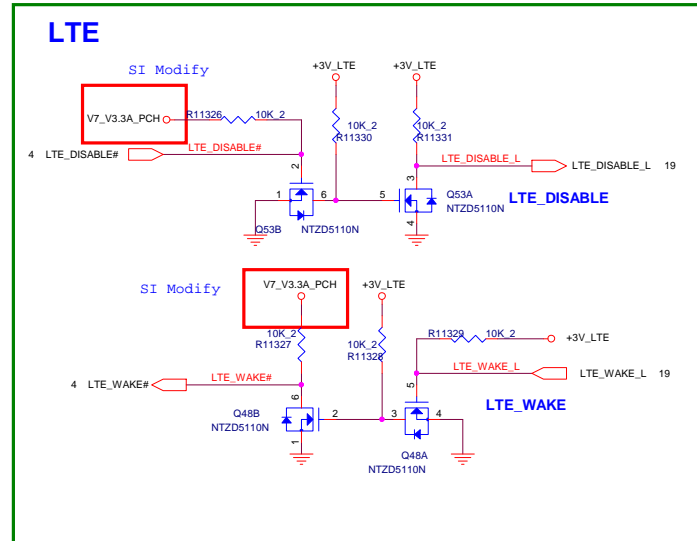 LTE
SI Modify
+3V_LTE
+3V_LTE
V7_V3.3A_PCH
R11326
10K_2
10K_2
R11330
10K_2
R11331
4 LTE_DISABLE#
LTE_DISABLE#
LTE_DISABLE_L
LTE_DISABLE_L 19
2
3
1
6
5
Q53A
NTZD5110N
LTE_DISABLE
Q53B
NTZD5110N
4
SI Modify
V7_V3.3A_PCH
+3V_LTE
10K_2
R11327
10K_2
R11328
R11329
10K_2
+3V_LTE
4 LTE_WAKE#
LTE_WAKE#
LTE_WAKE_L
LTE_WAKE_L 19
6
5
Q48B
NTZD5110N
2
3
4
LTE_WAKE
1
Q48A
NTZD5110N